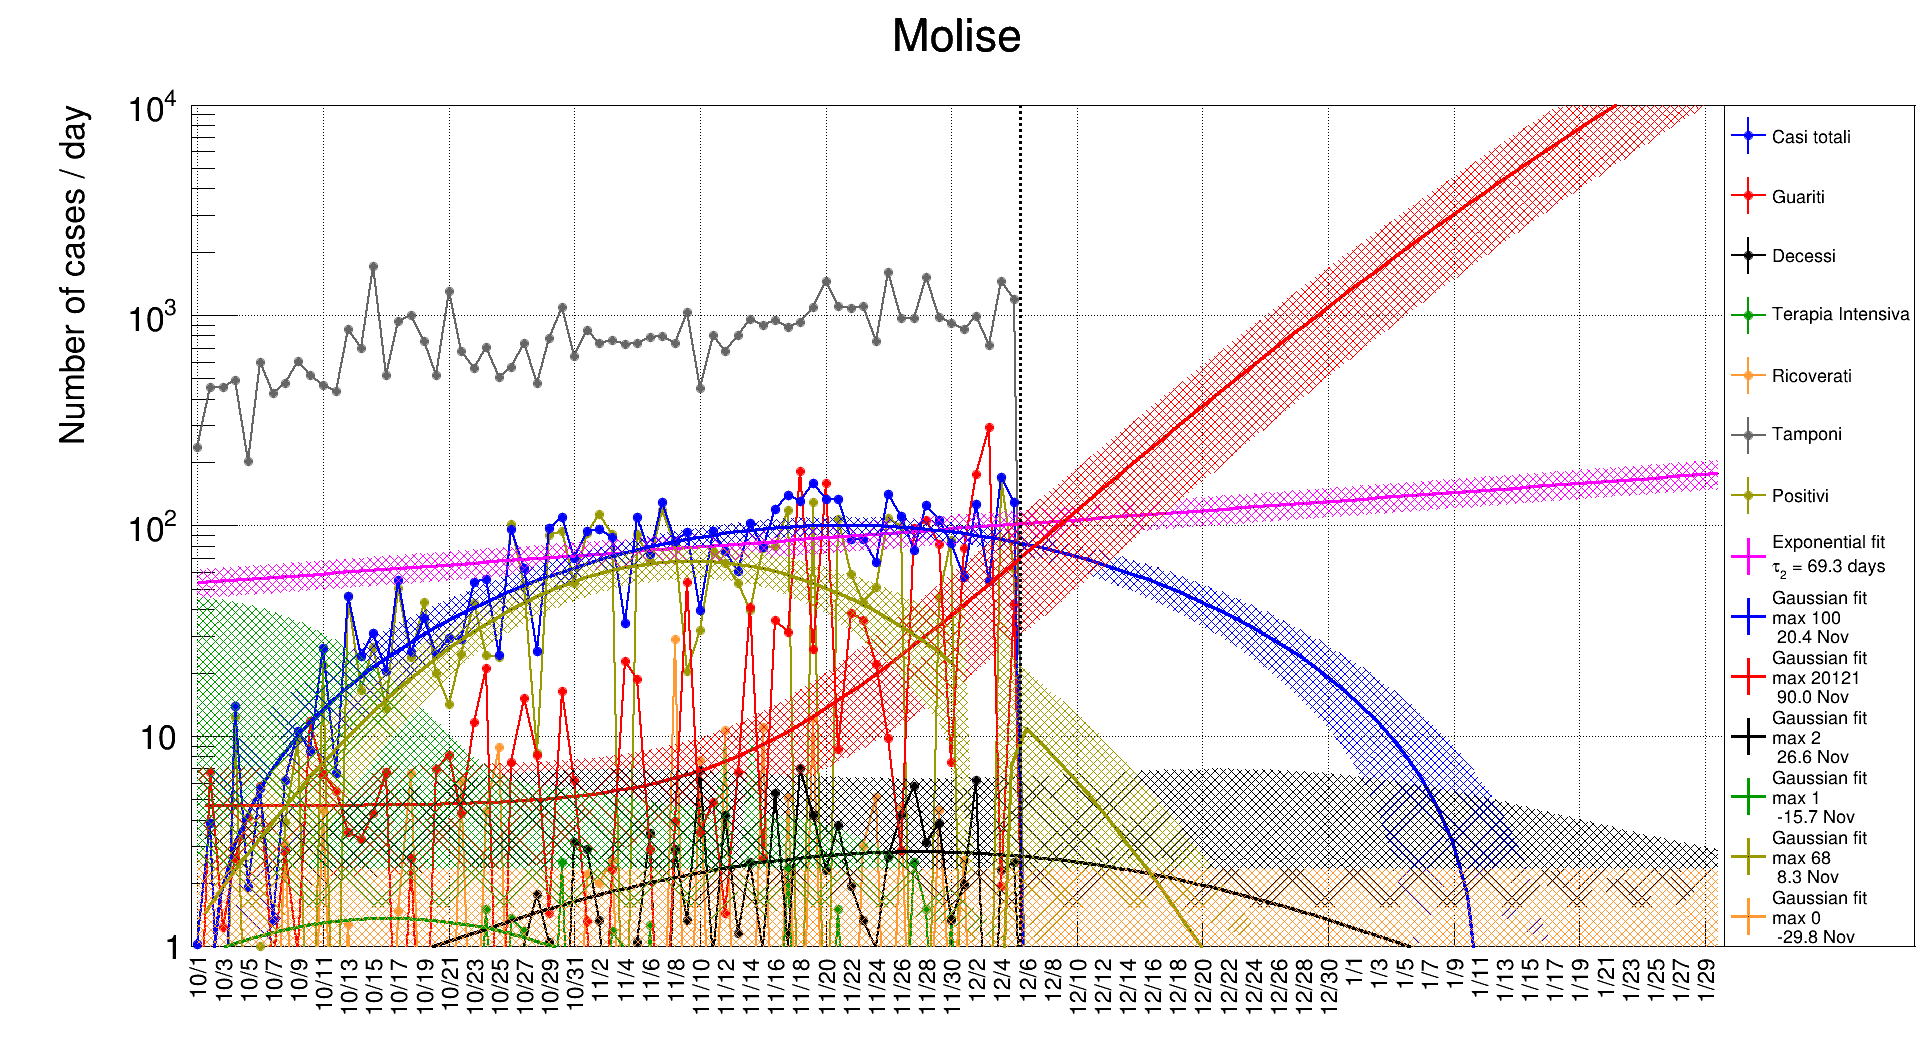 Molise
Number of cases / day
10^4
10^3
10^2
10
1
10/1
10/3
10/5
10/7
10/9
10/11
10/13
10/15
10/17
10/19
10/21
10/23
10/25
10/27
10/29
10/31
11/2
11/4
11/6
11/8
11/10
11/12
11/14
11/16
11/18
11/20
11/22
11/24
11/26
11/28
11/30
12/2
12/4
12/6
12/8
12/10
12/12
12/14
12/16
12/18
12/20
12/22
12/24
12/26
12/28
12/30
1/1
1/3
1/5
1/7
1/9
1/11
1/13
1/15
1/17
1/19
1/21
1/23
1/25
1/27
1/29
Casi totali
Guariti
Decessi
Terapia Intensiva
Ricoverati
Tamponi
Positivi
Exponential fit
τ2 = 69.3 days
Gaussian fit
max 100
20.4 Nov
Gaussian fit
max 20121
90.0 Nov
Gaussian fit
max 2
26.6 Nov
Gaussian fit
max 1
-15.7 Nov
Gaussian fit
max 68
8.3 Nov
Gaussian fit
max 0
-29.8 Nov